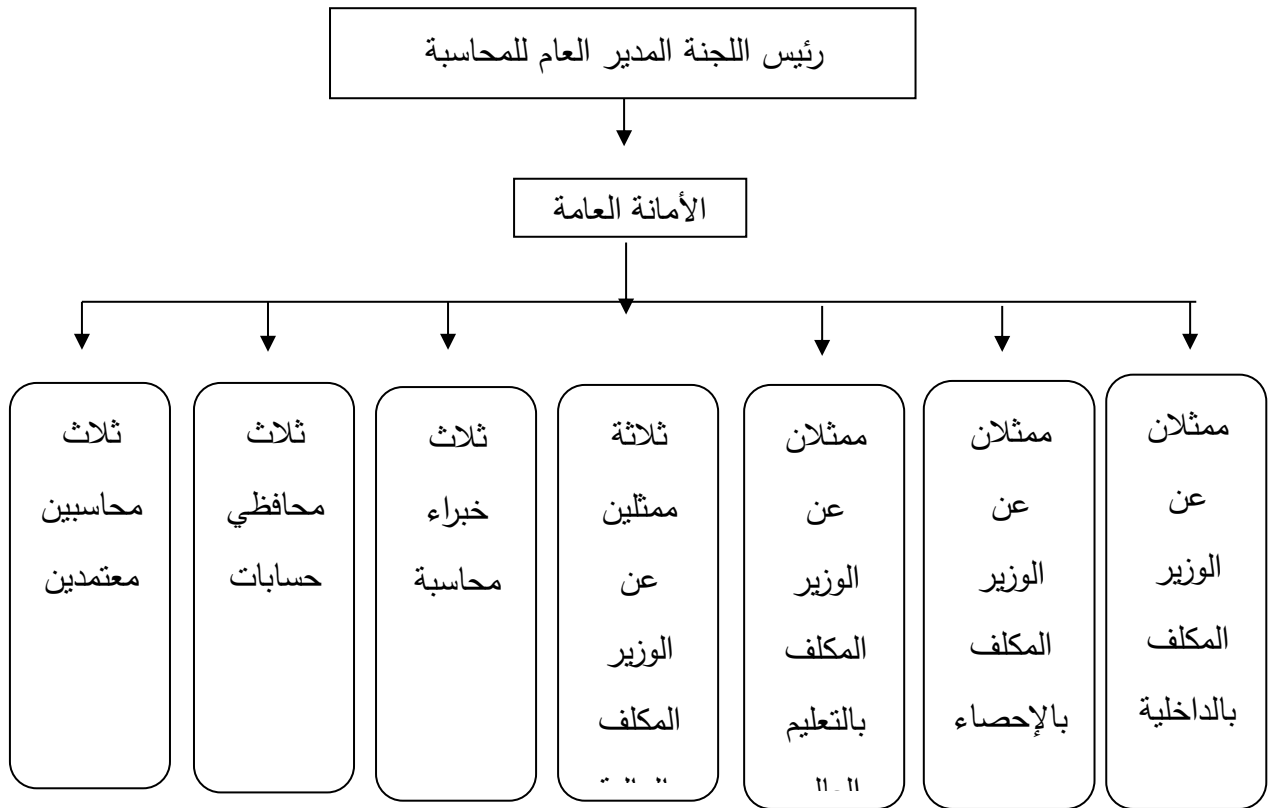 رئيس اللجنة المدير العام للمحاسبة
الأمانة العامة
ممثلان
عن
الوزير
المكلف
بالداخلية
ممثلان
عن
الوزير
المكلف
بالإحصاء
ممثلان
عن
الوزير
المكلف
بالتعليم
ثلاثة
ممثلين
عن
الوزير
المكلف
ثلاث
خبراء
محاسبة
ثلاث
محافظي
حسابات
ثلاث
محاسبين
معتمدين